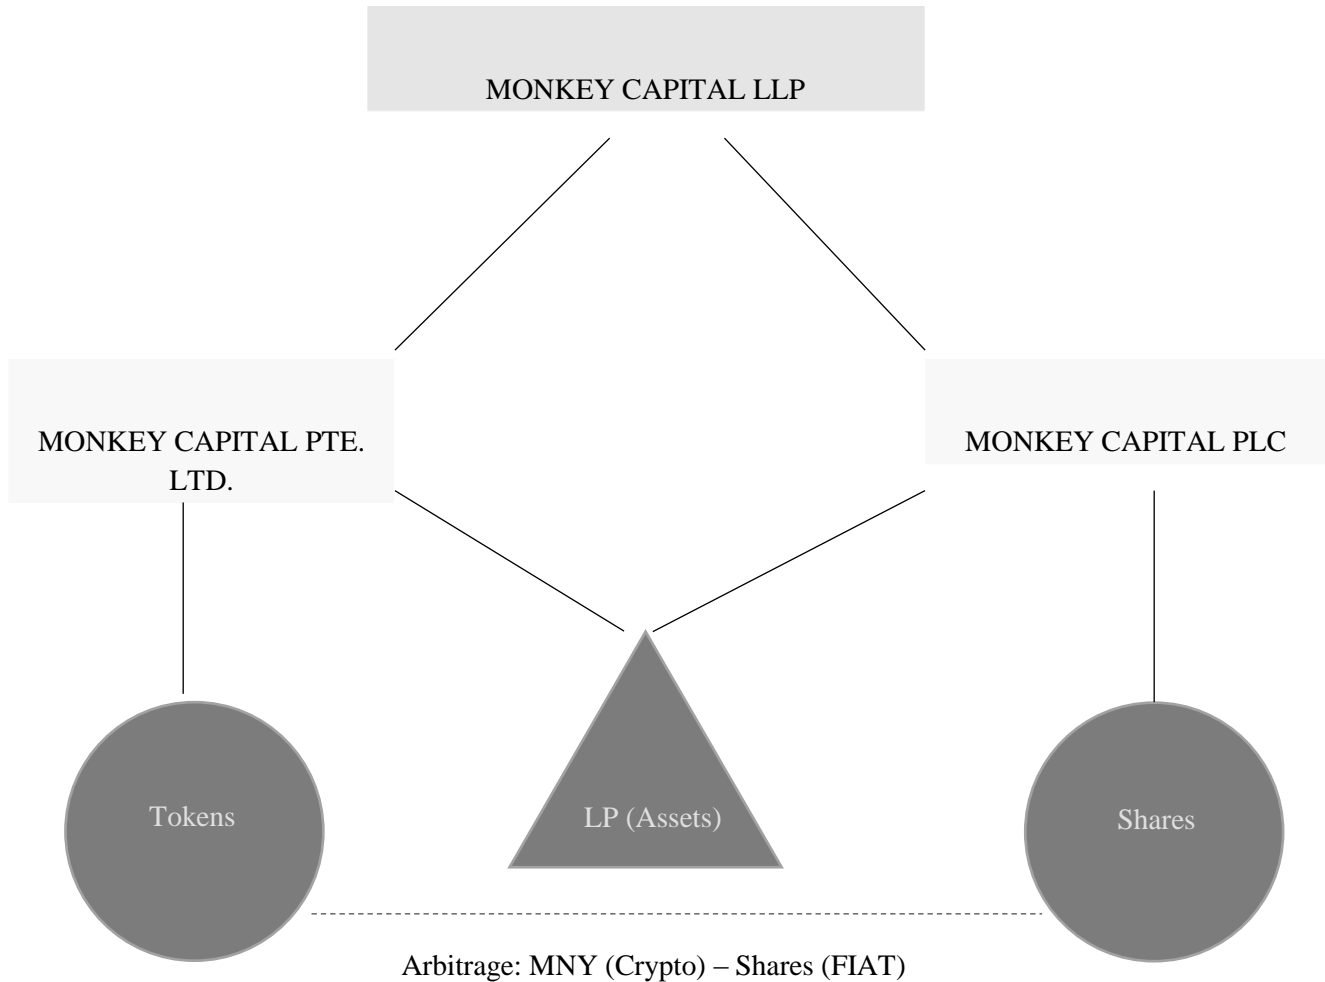 MONKEY CAPITAL LLP
MONKEY CAPITAL PTE.
LTD.
MONKEY CAPITAL PLC
Tokens
LP (Assets)
Shares
Arbitrage: MNY (Crypto) – Shares (FIAT)